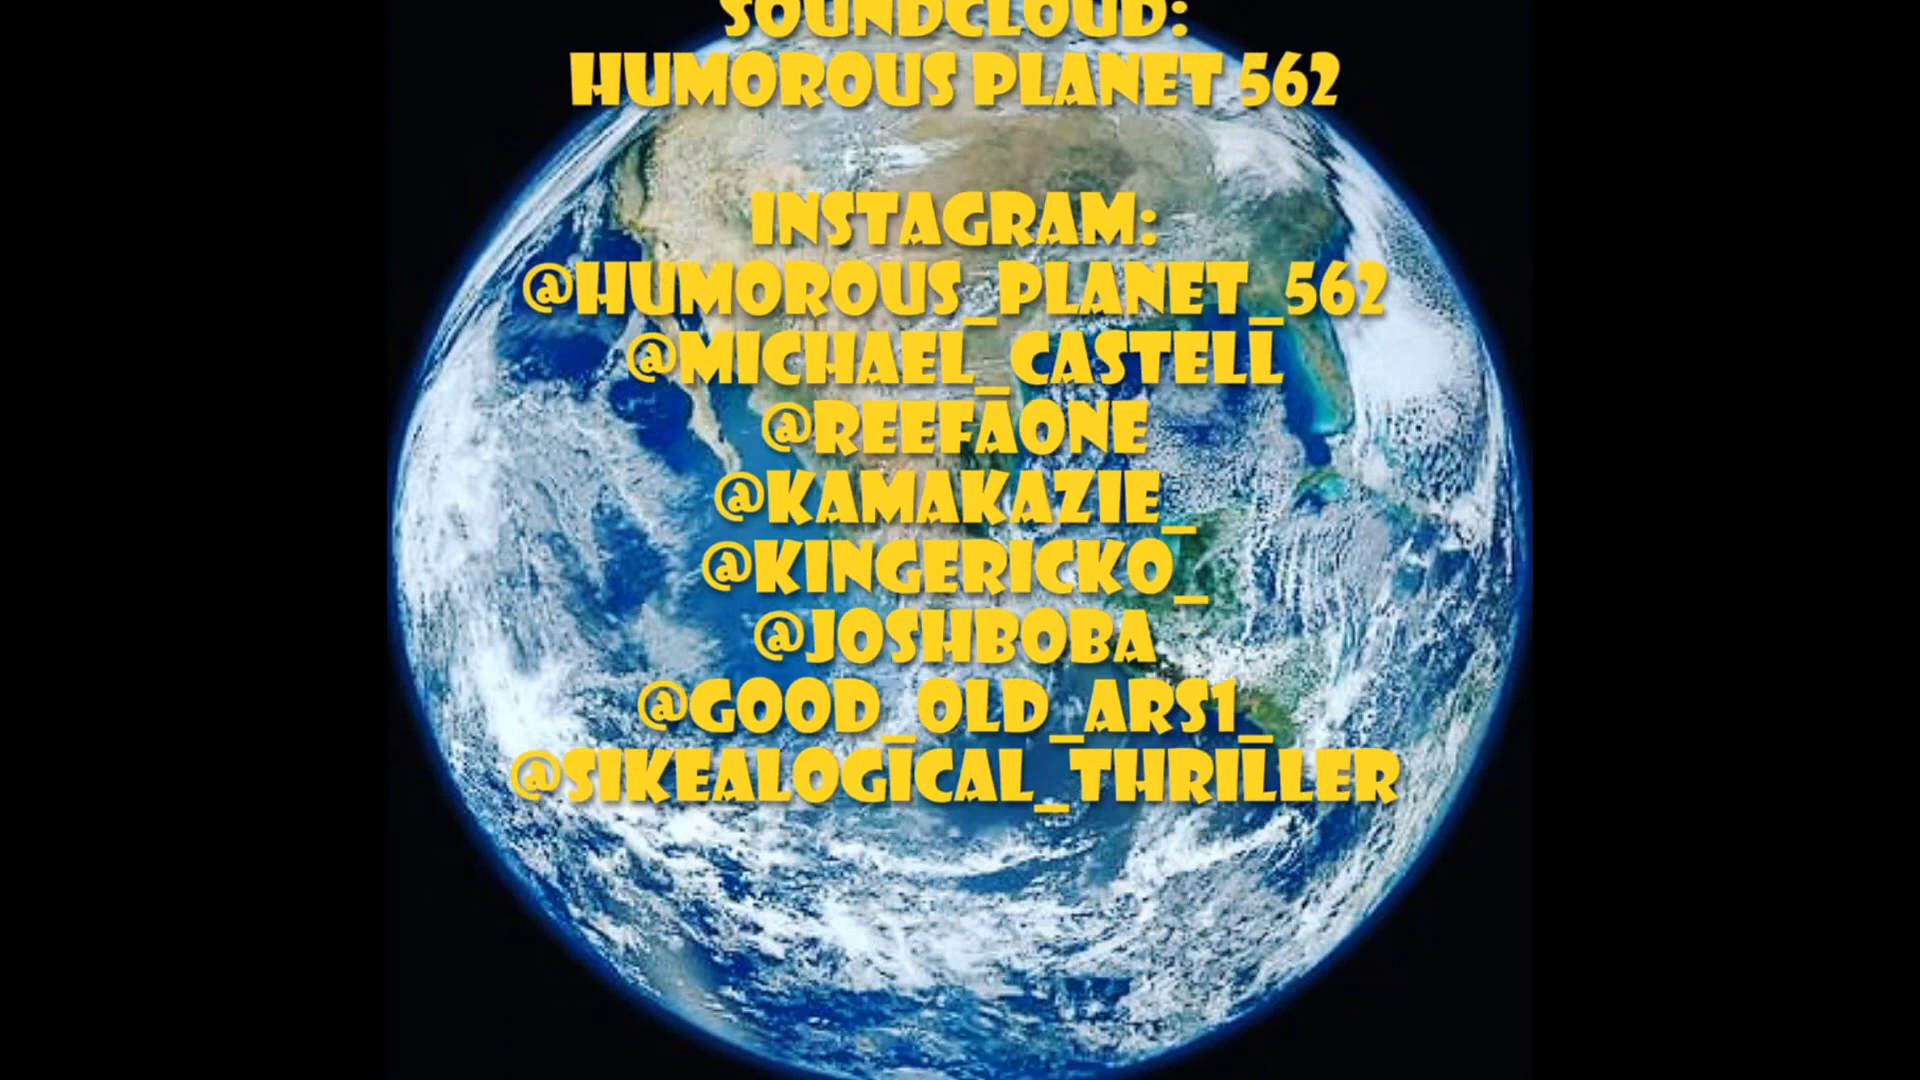 SOUNDCLOUD:
HUMOROUS PLANET 562
INSTAGRAM:
@HUMOROUS_PLANET_562
@MICHAEL_CASTELL
@REEFAONE
@KAMAKAZIE_
@KINGERICKO_
@JOSHBOBA
@GOOD_OLD_ARS1_
@SIKEALOGICAL_THRILLER